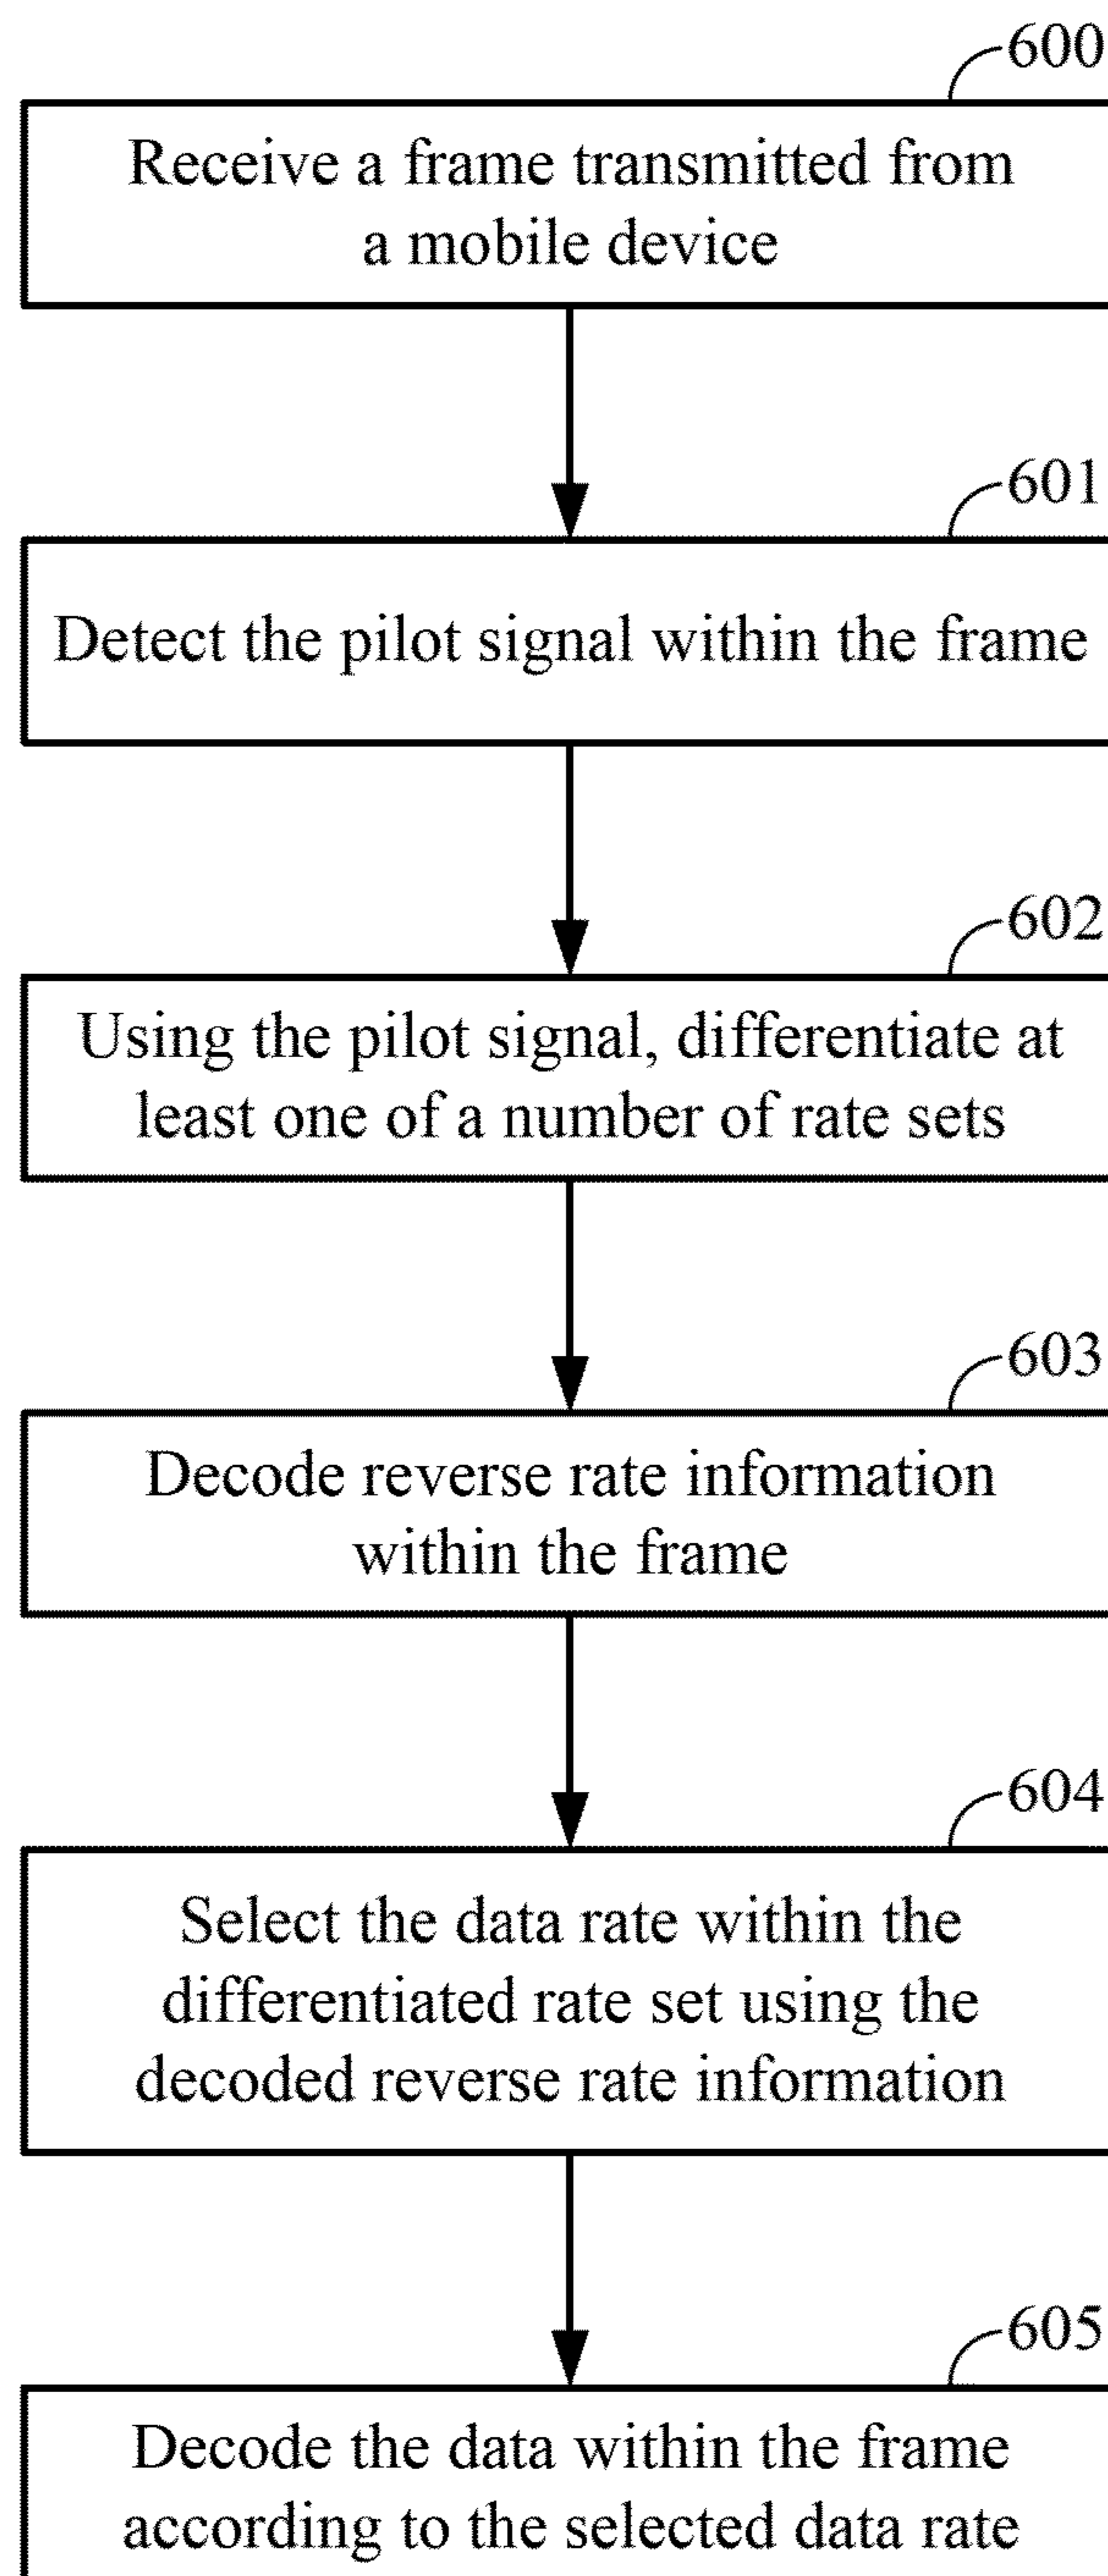 600
Receive a frame transmitted from
a mobile device
601
Detect the pilot signal within the frame
602
Using the pilot signal, differentiate at
least one of a number of rate sets
603
Decode reverse rate information
within the frame
604
Select the data rate within the
differentiated rate set using the
decoded reverse rate information
605
Decode the data within the frame
according to the selected data rate